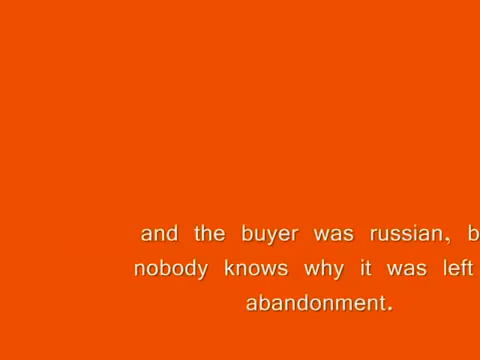 and the buyer was russian,
nobody knows why it was left
abandonment.